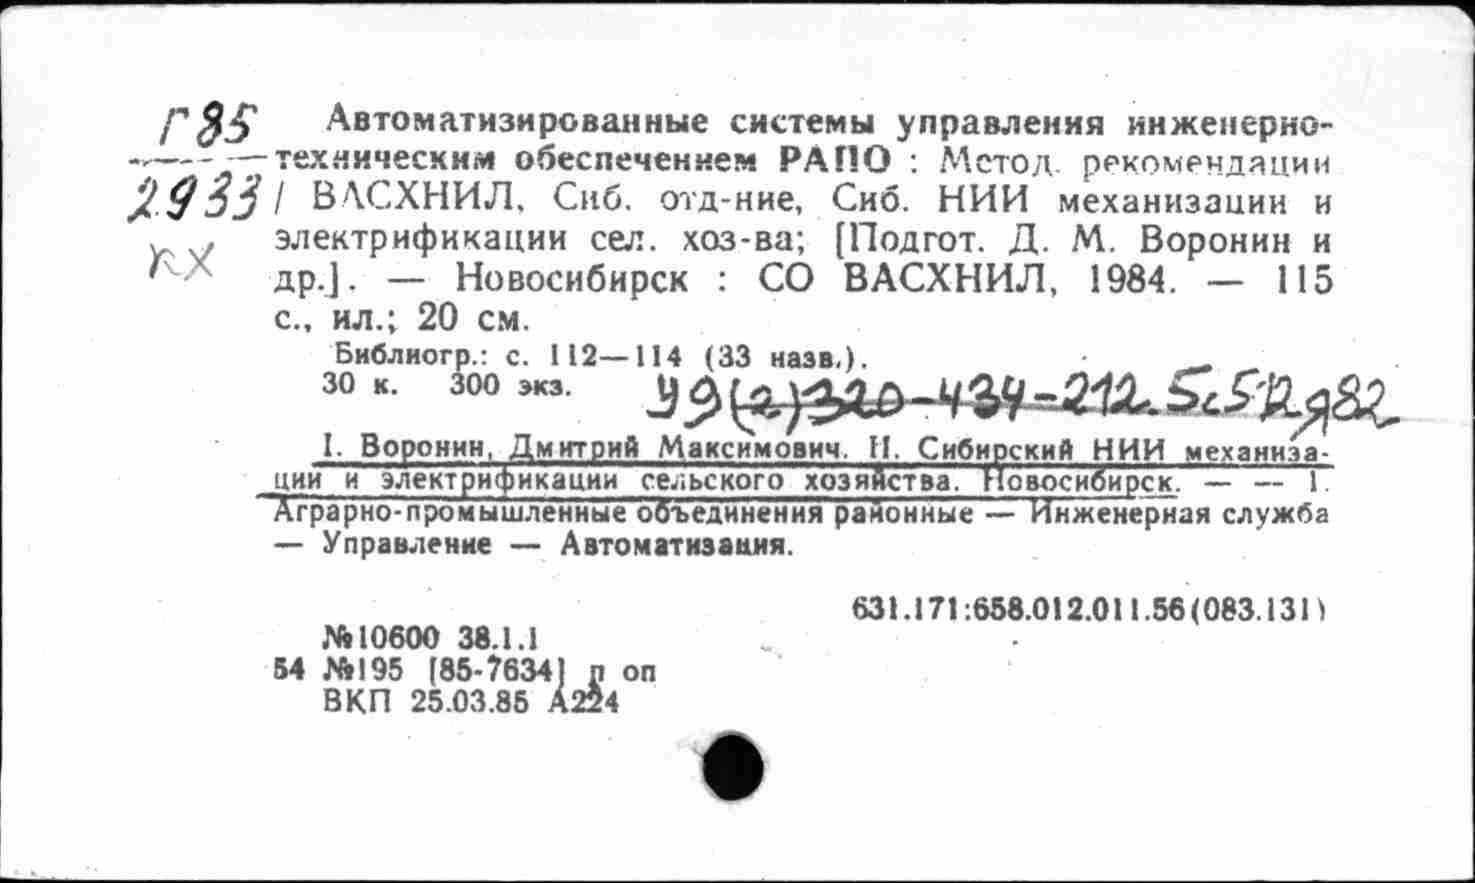 Г85 Автоматизированные системы управления инженерно-
техническим обеспечением РАПО : Метод. рекомендации
2933 / ВАСХНИЛ, Сиб. отд-ние, Сиб. НИИ механизации и
кх электрификации сел. хоз-ва; [Подгот. Д. М. Воронин и
др.]. — Новосибирск : СО ВАСХНИЛ, 1984. — 115
с., ил.; 20 см.
Библиогр.: с. 112—114 (33 назв.).
30 к. 300 экз. У9(2)320-434-212.5с51я82
I. Воронин, Дмитрий Максимович. II. Сибирский НИИ механиза-
ции и электрификации сельского хозяйства. Новосибирск. — — 1.
Аграрно-промышленные объединения районные — Инженерная служба
— Управление — Автоматизация.
631.171:658.012.011.56(083.131)
№10600 38.1.1
54 №195 [85-7634] п оп
ВКП 25.03.85 А224